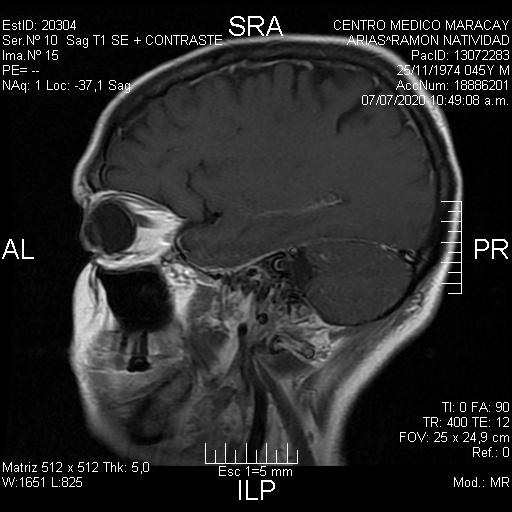 EstID: 20304
Ser.Nº 10 Sag T1 SE + CONTRASTE
Ima.Nº 15
PE= --
NAq: 1 Loc: -37,1 Sag
SRA
CENTRO MEDICO MARACAY
ARIAS^RAMON NATIVIDAD
PacID: 13072283
25/11/1974 045Y M
AccNum: 18886201
07/07/2020 10:49:08 a.m.
AL
PR
TI: 0 FA: 90
TR: 400 TE: 12
FOV: 25 x 24,9 cm
Ref.: 0
Matriz 512 x 512 Thk: 5,0
W:1651 L:825
Esc 1=5 mm
ILP
Mod.: MR